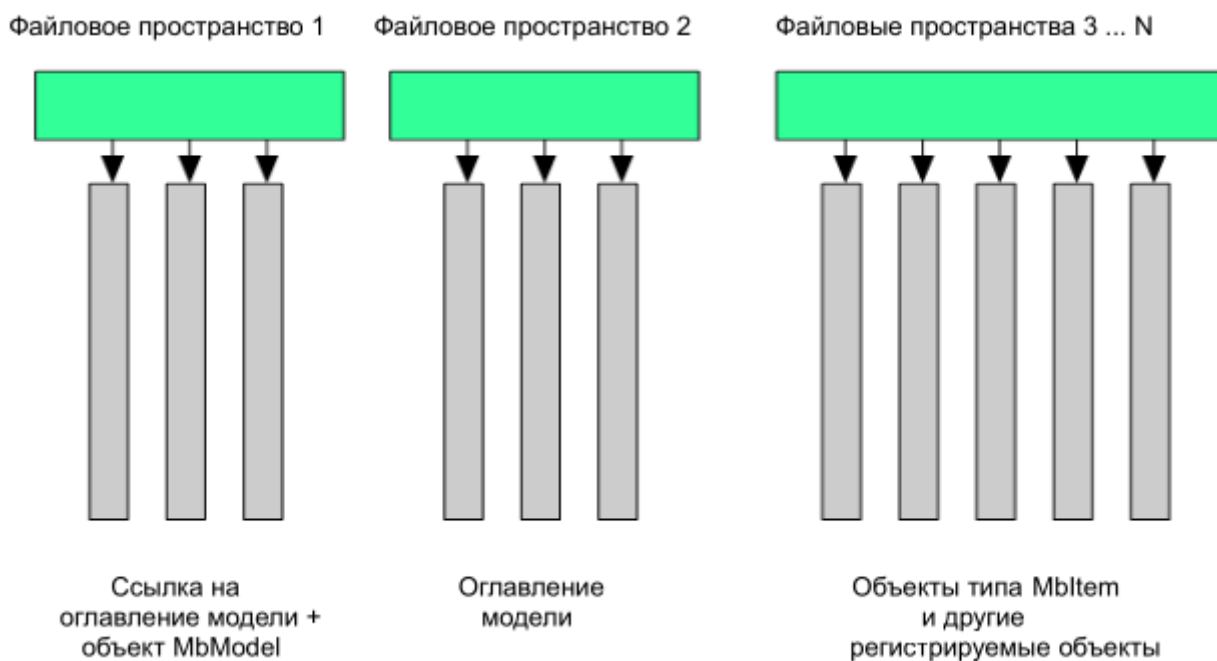 Файловое пространство 1
Файловое пространство 2
Файловые пространства 3 ... N
Ссылка на
оглавление модели +
объект MbModel
Оглавление
модели
Объекты типа MbItem
и другие
регистрируемые объекты